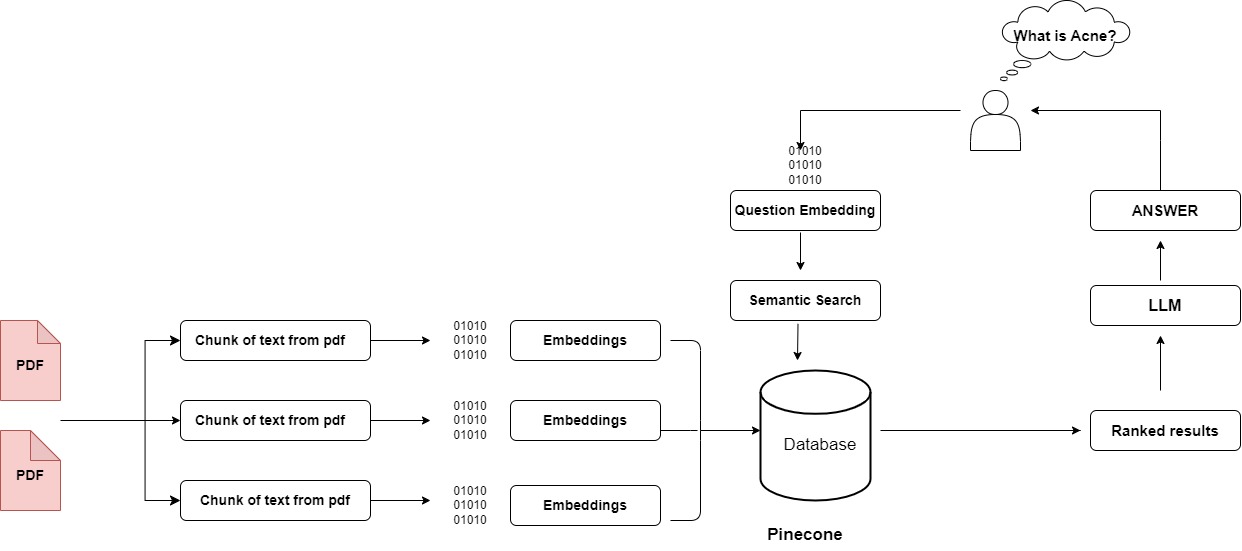 What is Acne?
01010
01010
01010
Question Embedding
ANSWER
Semantic Search
LLM
PDF
Chunk of text from pdf
01010
01010
01010
Embeddings
Chunk of text from pdf
01010
01010
01010
Embeddings
Database
Ranked results
PDF
Chunk of text from pdf
01010
01010
01010
Embeddings
Pinecone